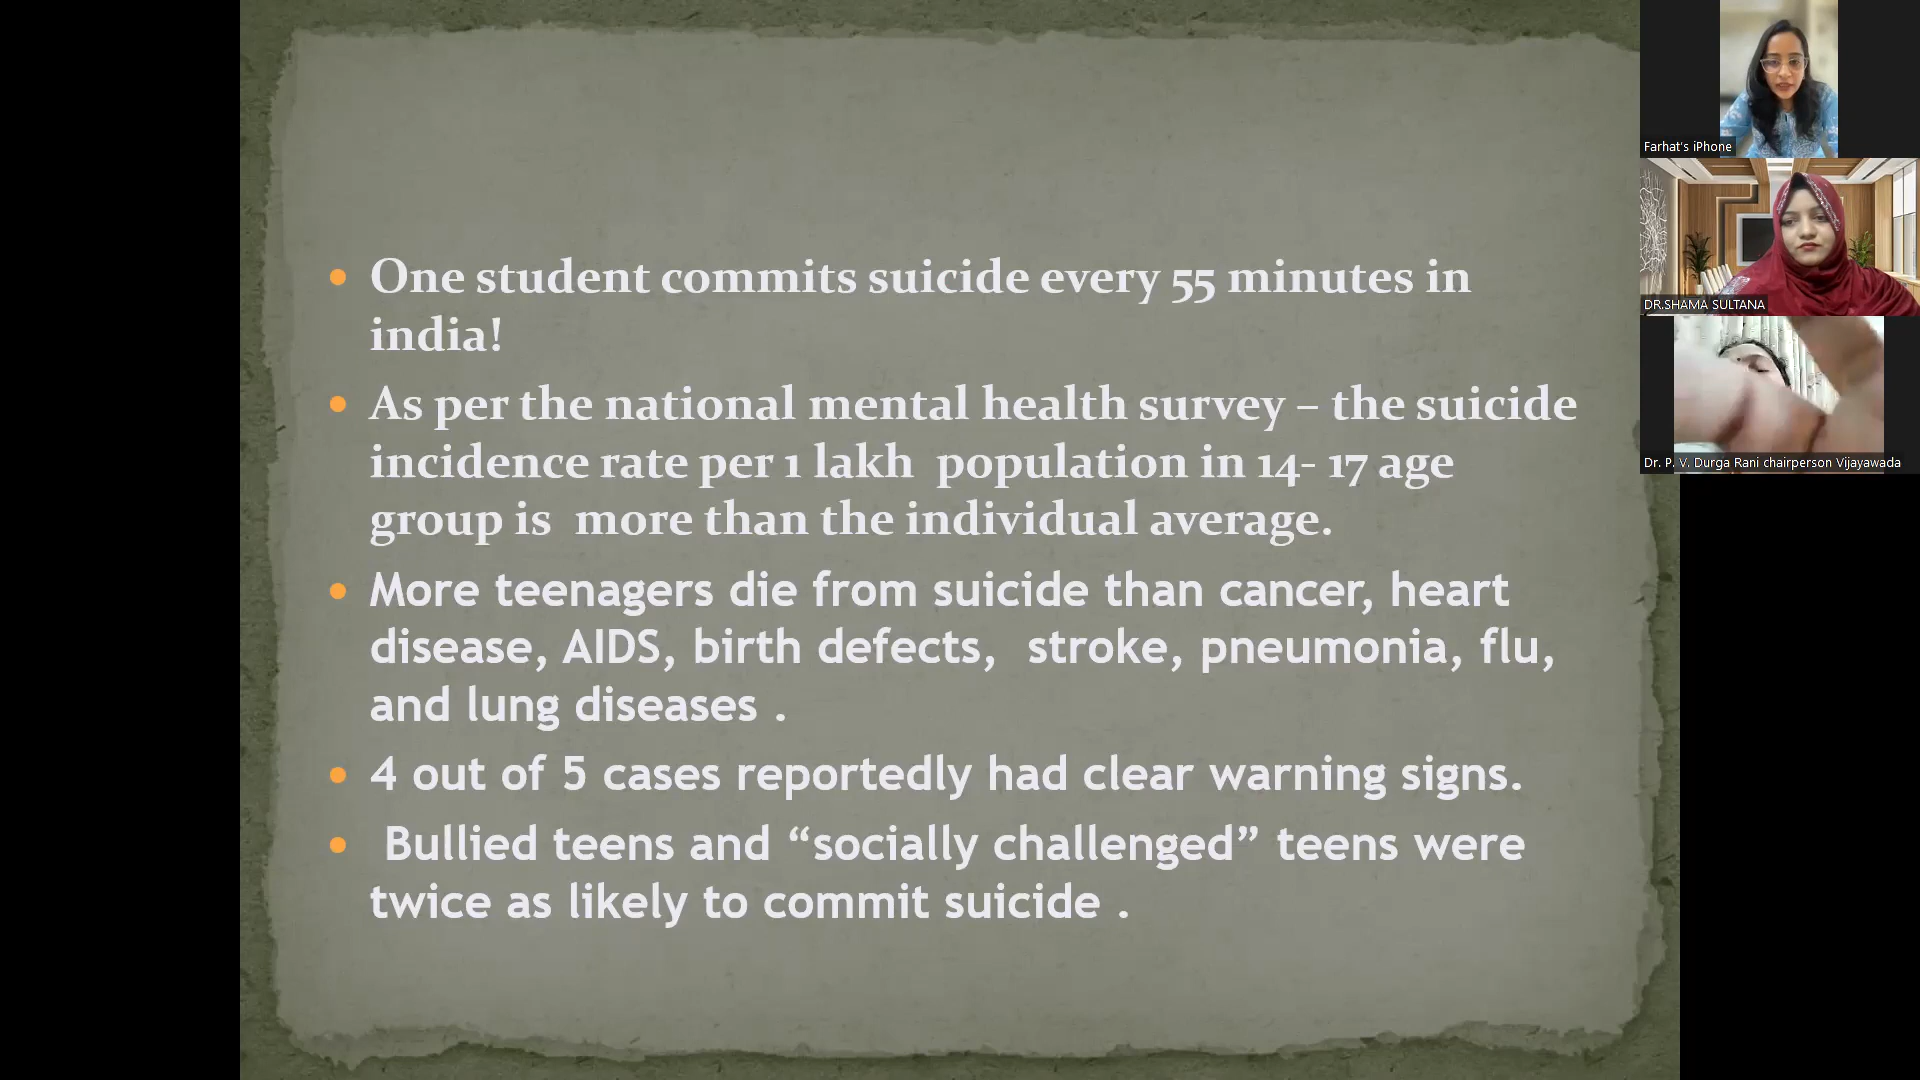 • One student commits suicide every 55 minutes in
india!
• As per the national mental health survey – the suicide
incidence rate per 1 lakh  population in 14- 17 age
group is  more than the individual average.
• More teenagers die from suicide than cancer, heart
disease, AIDS, birth defects,  stroke, pneumonia, flu,
and lung diseases .
• 4 out of 5 cases reportedly had clear warning signs.
• Bullied teens and “socially challenged” teens were
twice as likely to commit suicide .
Farhat's iPhone
DR.SHAMA SULTANA
Dr. P. V. Durga Rani chairperson Vijayawada